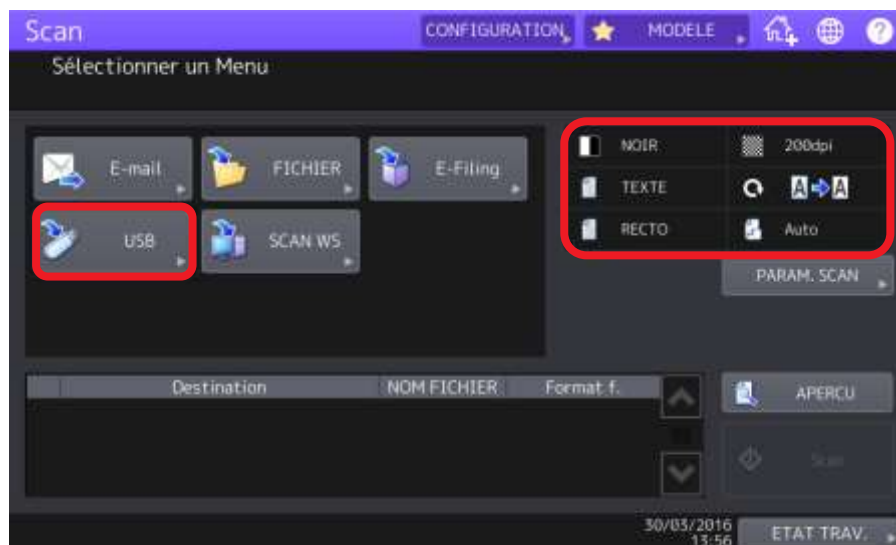 Scan
CONFIGURATION
MODELE
?
Sélectionner un Menu
E-mail
FICHIER
E-Filing
USB
SCAN WS
NOIR
200dpi
TEXTE
A A
RECTO
Auto
PARAM. SCAN
Destination
NOM FICHIER
Format f.
APERCU
Scan
30/03/2016
13:56
ETAT TRAV.